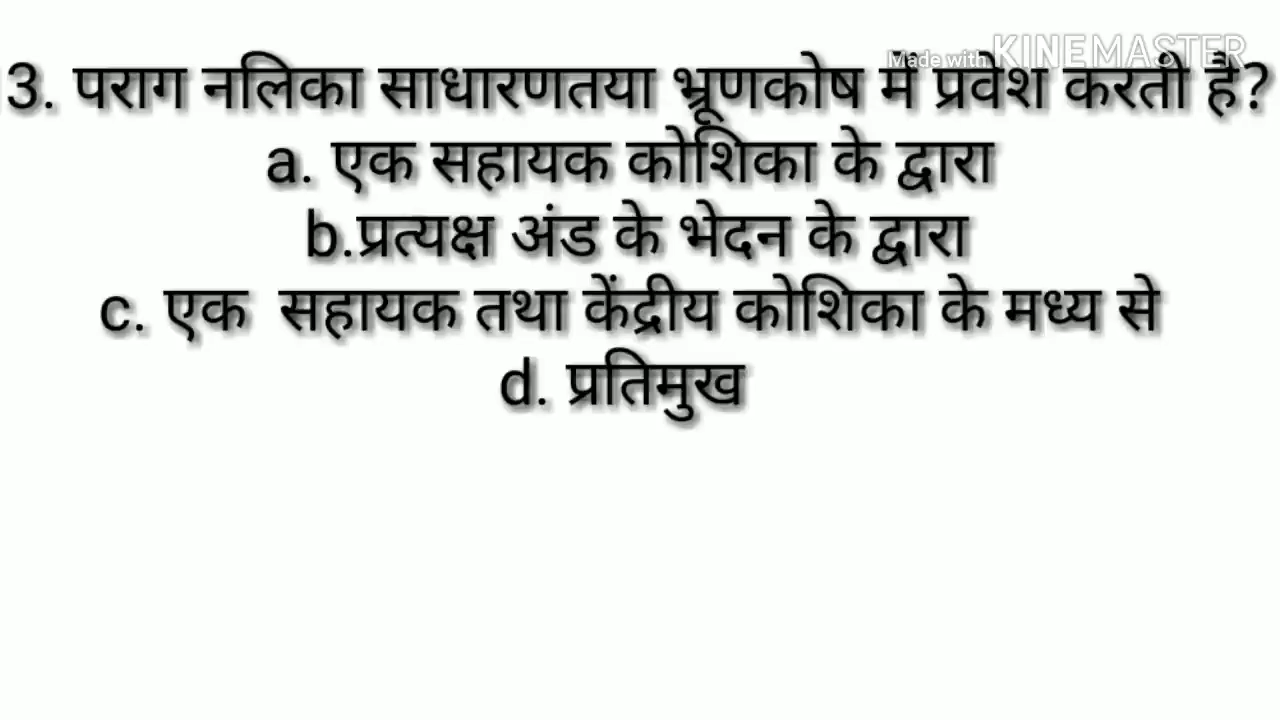 Made with KINEMASTER
3. पराग नलिका साधारणतया भ्रूणकोष में प्रवेश करती है?
a. एक सहायक कोशिका के द्वारा
b.प्रत्यक्ष अंड के भेदन के द्वारा
c. एक  सहायक तथा केंद्रीय कोशिका के मध्य से
d. प्रतिमुख